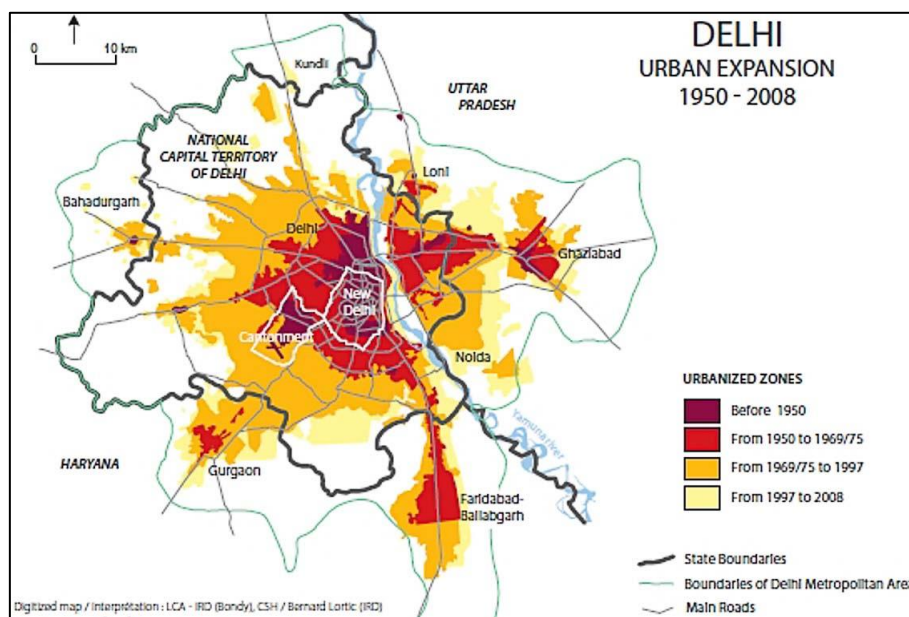 DELHI
URBAN EXPANSION
1950 - 2008
0 10 km
Kundli
UTTAR
PRADESH
NATIONAL
CAPITAL TERRITORY
OF DELHI
Loni
Bahadurgarh
Delhi
Ghaziabad
New
Delhi
Cantonment
Noida
URBANIZED ZONES
Before 1950
From 1950 to 1969/75
From 1969/75 to 1997
From 1997 to 2008
Yamuna river
HARYANA
Gurgaon
Faridabad-
Ballabgarh
State Boundaries
Boundaries of Delhi Metropolitan Area
Main Roads
Digitized map / Interprétation : LCA - IRD (Bondy), CSH / Bernard Lortic (IRD)